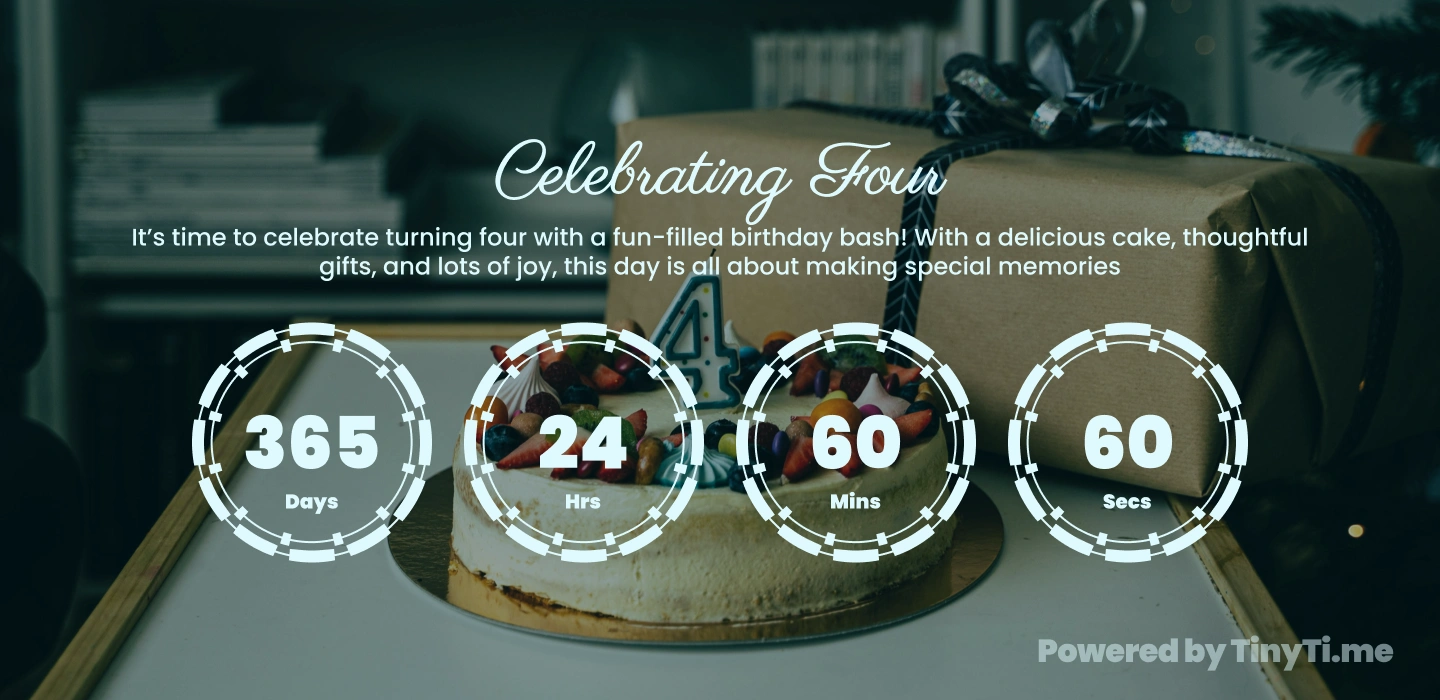 Celebrating Four
It’s time to celebrate turning four with a fun-filled birthday bash! With a delicious cake, thoughtful
gifts, and lots of joy, this day is all about making special memories
4
365 24 60 60
Days Hrs Mins Secs
Powered by TinyTi.me